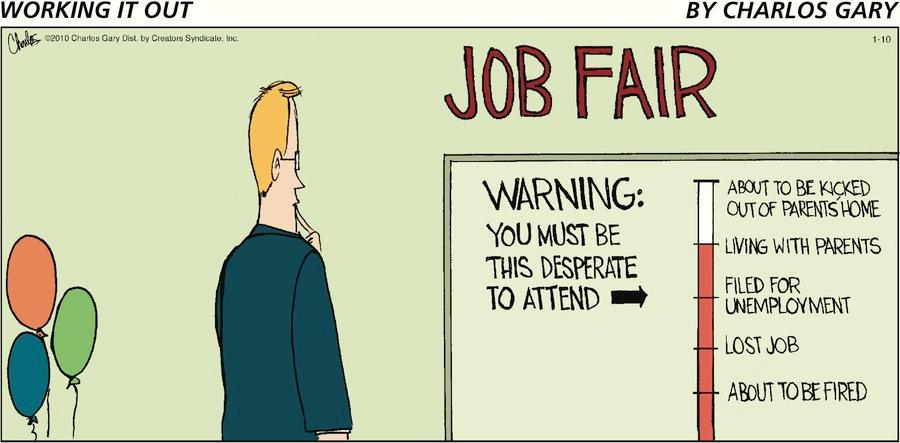 WORKING IT OUT
BY CHARLOS GARY
Charlos
©2010 Charlos Gary Dist. by Creators Syndicate, Inc.
1-10
JOB FAIR
WARNING:
YOU MUST BE
THIS DESPERATE
TO ATTEND
ABOUT TO BE KICKED
OUT OF PARENTS' HOME
LIVING WITH PARENTS
FILED FOR
UNEMPLOYMENT
LOST JOB
ABOUT TO BE FIRED